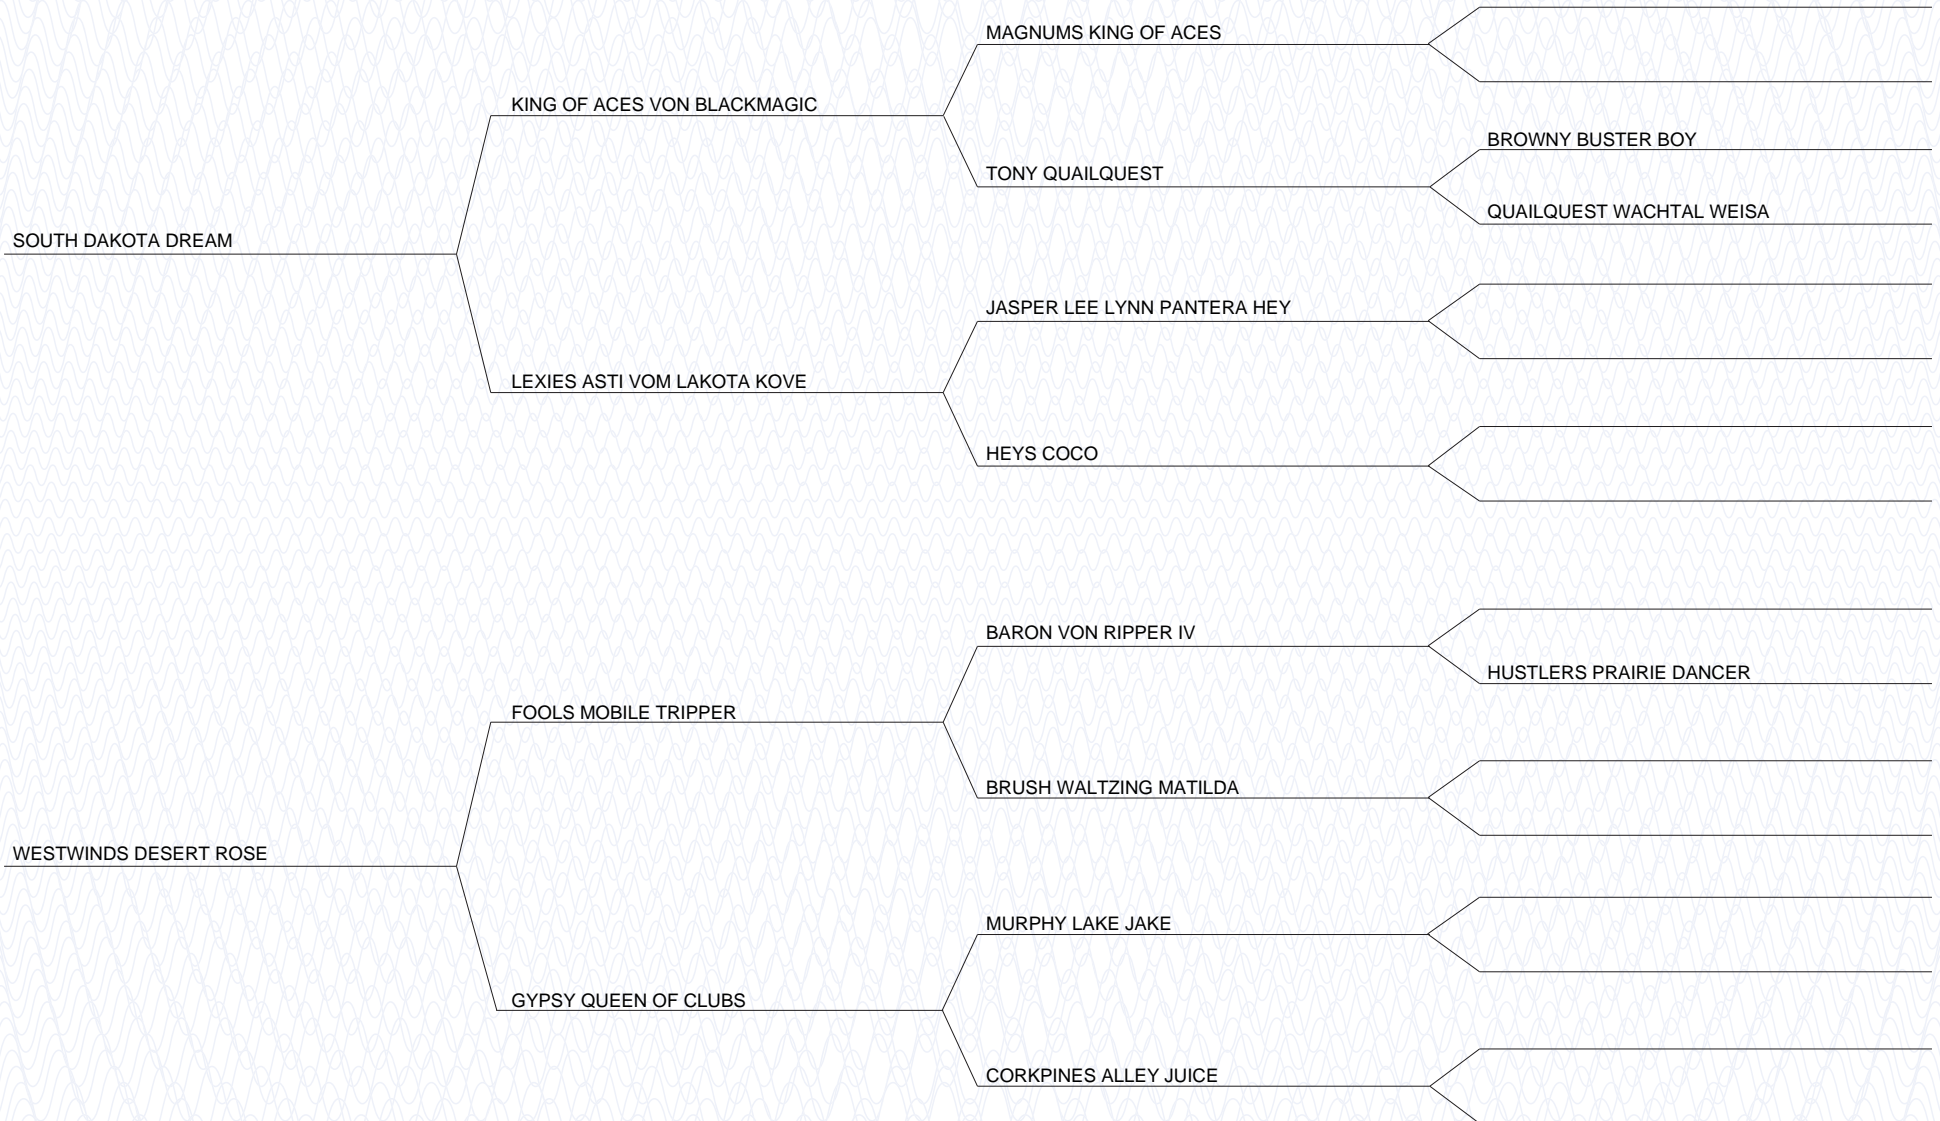 MAGNUMS KING OF ACES
KING OF ACES VON BLACKMAGIC
BROWNY BUSTER BOY
TONY QUAILQUEST
QUAILQUEST WACHTAL WEISA
SOUTH DAKOTA DREAM
JASPER LEE LYNN PANTERA HEY
LEXIES ASTI VOM LAKOTA KOVE
HEYS COCO
BARON VON RIPPER IV
HUSTLERS PRAIRIE DANCER
FOOLS MOBILE TRIPPER
BRUSH WALTZING MATILDA
WESTWINDS DESERT ROSE
MURPHY LAKE JAKE
GYPSY QUEEN OF CLUBS
CORKPINES ALLEY JUICE